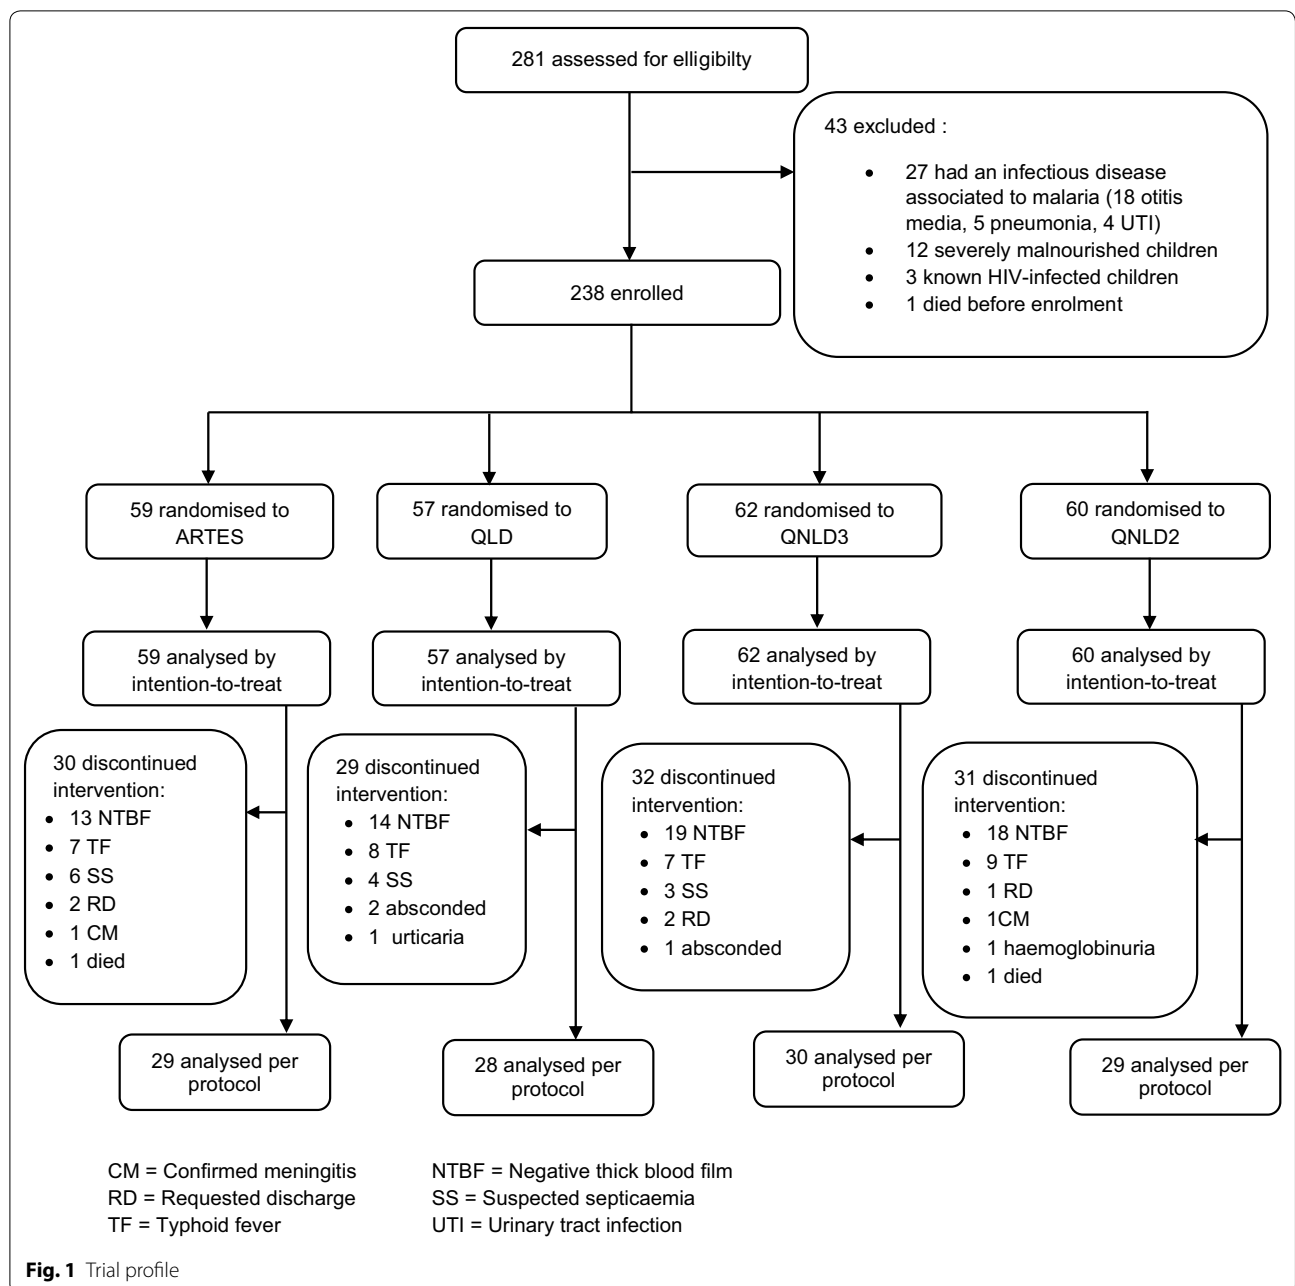 281 assessed for elligibilty
43 excluded :
• 27 had an infectious disease
associated to malaria (18 otitis
media, 5 pneumonia, 4 UTI)
• 12 severely malnourished children
• 3 known HIV-infected children
• 1 died before enrolment
238 enrolled
59 randomised to
ARTES
57 randomised to
QLD
62 randomised to
QNLD3
60 randomised to
QNLD2
59 analysed by
intention-to-treat
57 analysed by
intention-to-treat
62 analysed by
intention-to-treat
60 analysed by
intention-to-treat
30 discontinued
intervention:
• 13 NTBF
• 7 TF
• 6 SS
• 2 RD
• 1 CM
• 1 died
29 discontinued
intervention:
• 14 NTBF
• 8 TF
• 4 SS
• 2 absconded
• 1 urticaria
32 discontinued
intervention:
• 19 NTBF
• 7 TF
• 3 SS
• 2 RD
• 1 absconded
31 discontinued
intervention:
• 18 NTBF
• 9 TF
• 1 RD
• 1CM
• 1 haemoglobinuria
• 1 died
29 analysed per
protocol
28 analysed per
protocol
30 analysed per
protocol
29 analysed per
protocol
CM = Confirmed meningitis
RD = Requested discharge
TF = Typhoid fever
NTBF = Negative thick blood film
SS = Suspected septicaemia
UTI = Urinary tract infection
Fig. 1 Trial profile